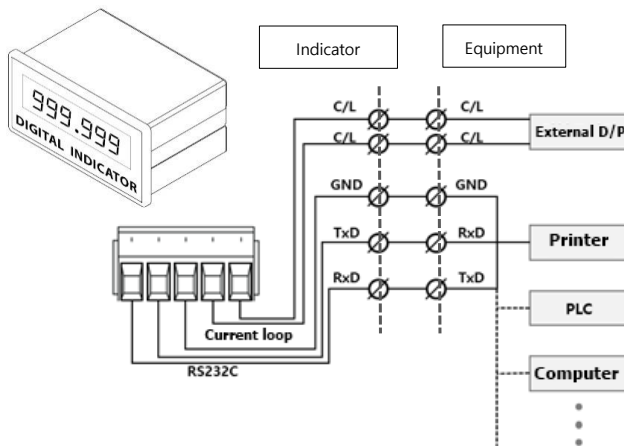 Indicator
Equipment
999.999
DIGITAL INDICATOR
C/L
C/L
External D/P
C/L
C/L
GND
GND
TxD
RxD
Printer
RxD
TxD
PLC
Current loop
RS232C
Computer